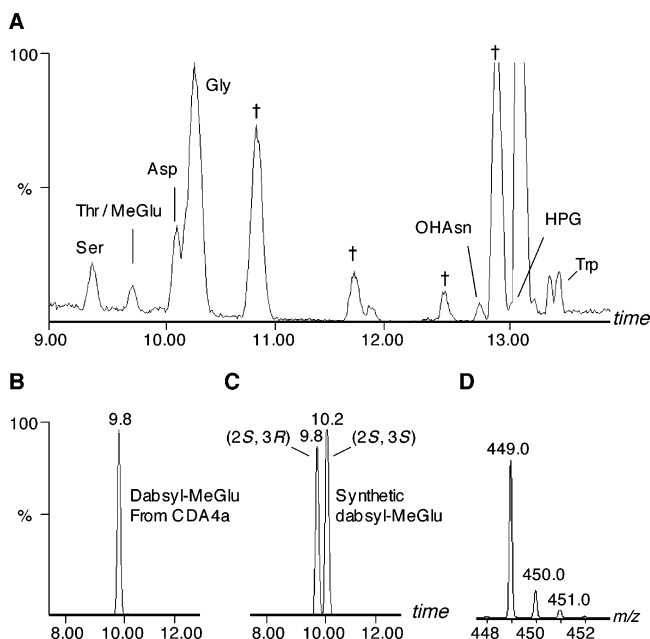 A
100
%
Ser
Thr / MeGlu
Asp
Gly
†
†
†
OHAsn
†
HPG
Trp
time
9.00 10.00 11.00 12.00 13.00
B
100
%
9.8
Dabsyl-MeGlu
From CDA4a
8.00 10.00 12.00
C
10.2
(2S, 3R) 9.8 (2S, 3S)
Synthetic
dabsyl-MeGlu
8.00 10.00 12.00
time
D
449.0
450.0
451.0
448 450 452 m/z